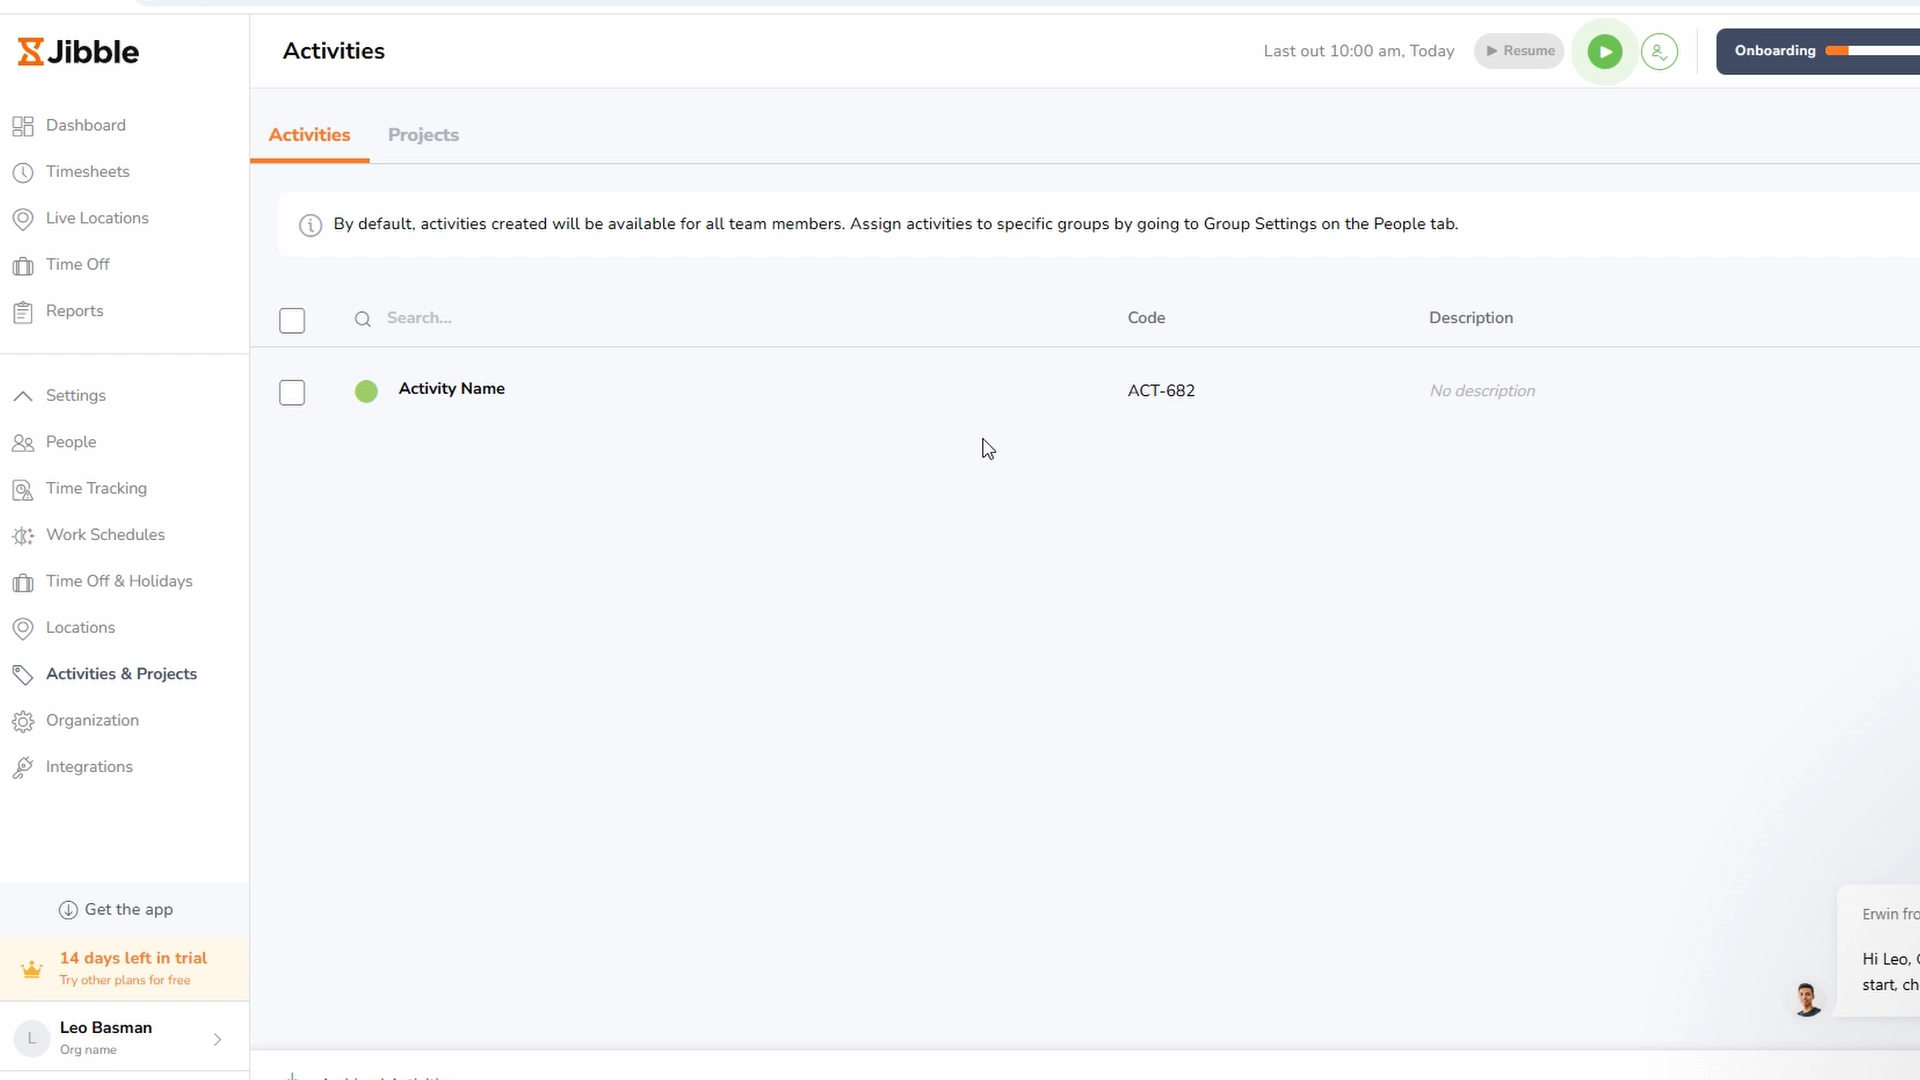 Jibble
Activities
Last out 10:00 am, Today
Resume
Onboarding
Dashboard
Timesheets
Live Locations
Time Off
Reports
Settings
People
Time Tracking
Work Schedules
Time Off & Holidays
Locations
Activities & Projects
Organization
Integrations
Get the app
14 days left in trial
Try other plans for free
L
Leo Basman
Org name
Activities
Projects
By default, activities created will be available for all team members. Assign activities to specific groups by going to Group Settings on the People tab.
Search...
Code
Description
Activity Name
ACT-682
No description
Erwin
Hi Leo,
start,